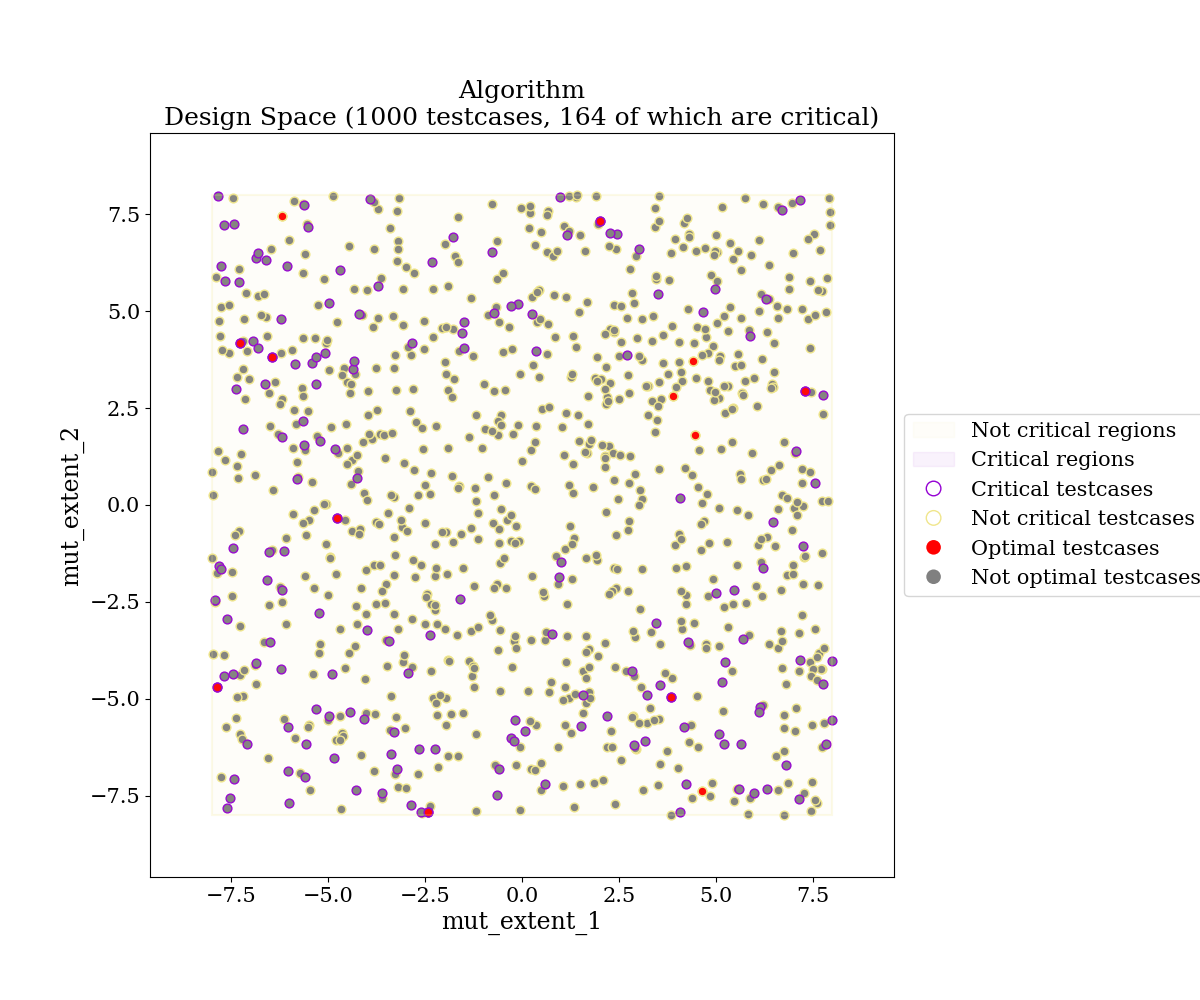 Algorithm
Design Space (1000 testcases, 164 of which are critical)
7.5
5.0
2.5
0.0
−2.5
−5.0
−7.5
mut_extent_2
−7.5
−5.0
−2.5
0.0
2.5
5.0
7.5
mut_extent_1
Not critical regions
Critical regions
Critical testcases
Not critical testcases
Optimal testcases
Not optimal testcases